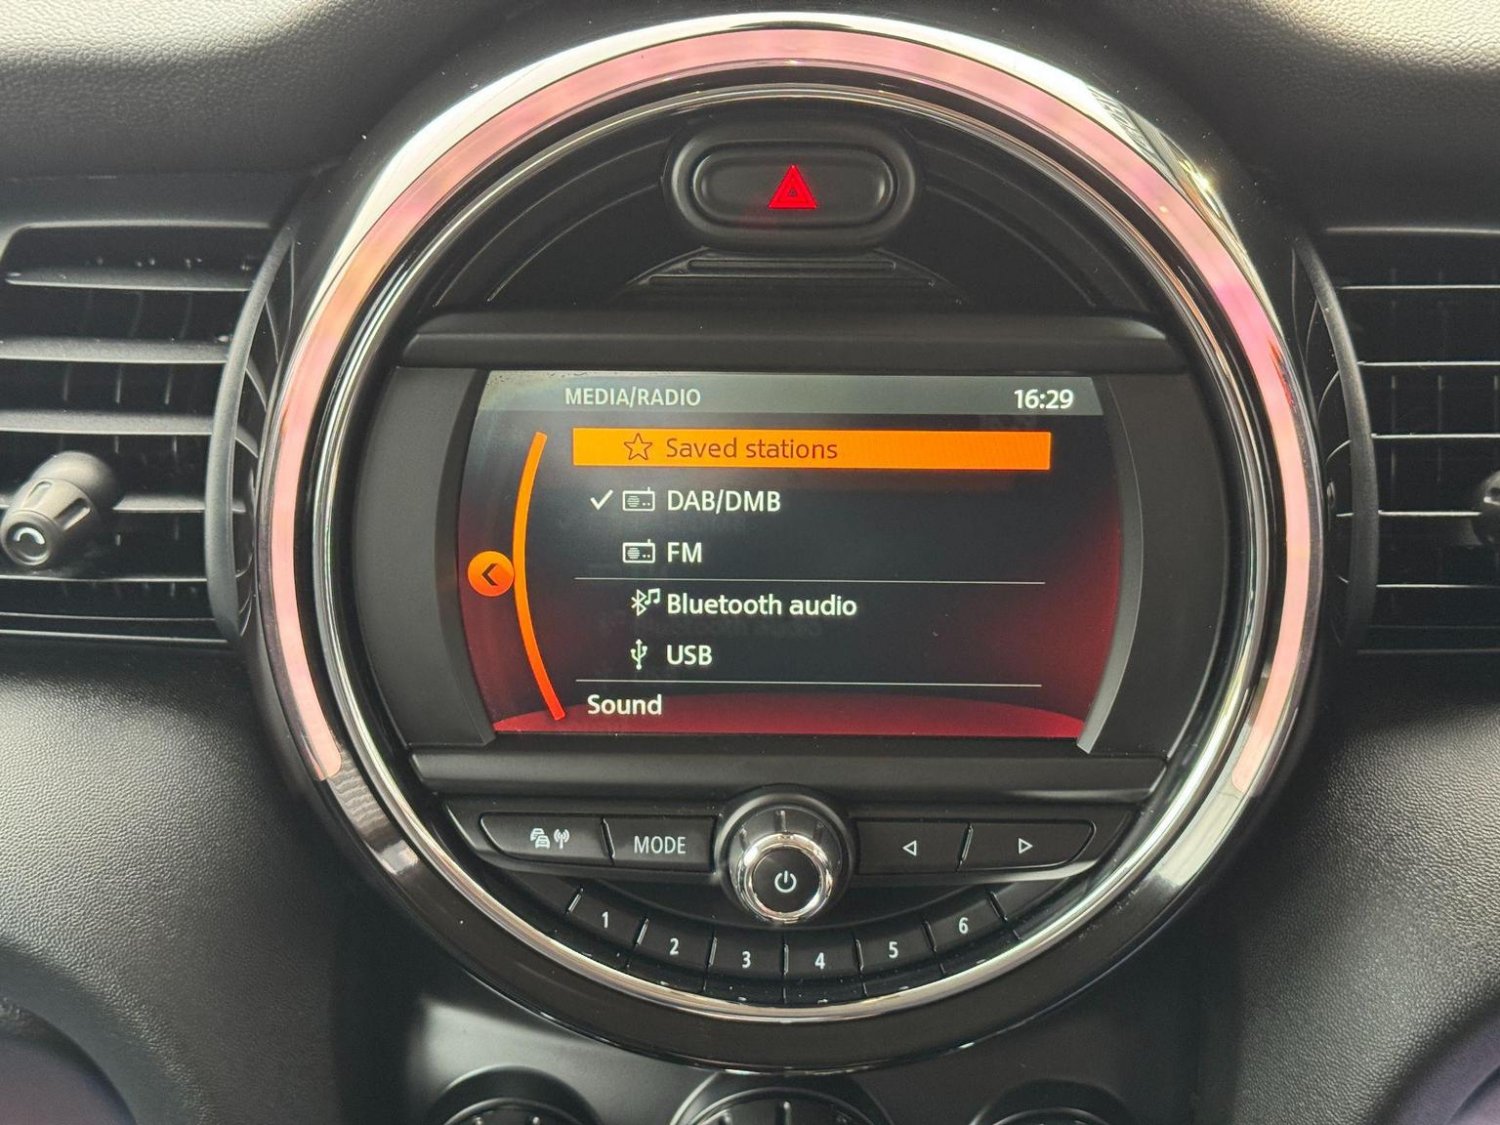 MEDIA/RADIO 16:29
Saved stations
DAB/DMB
FM
Bluetooth audio
USB
Sound
MODE
1 2 3 4 5 6